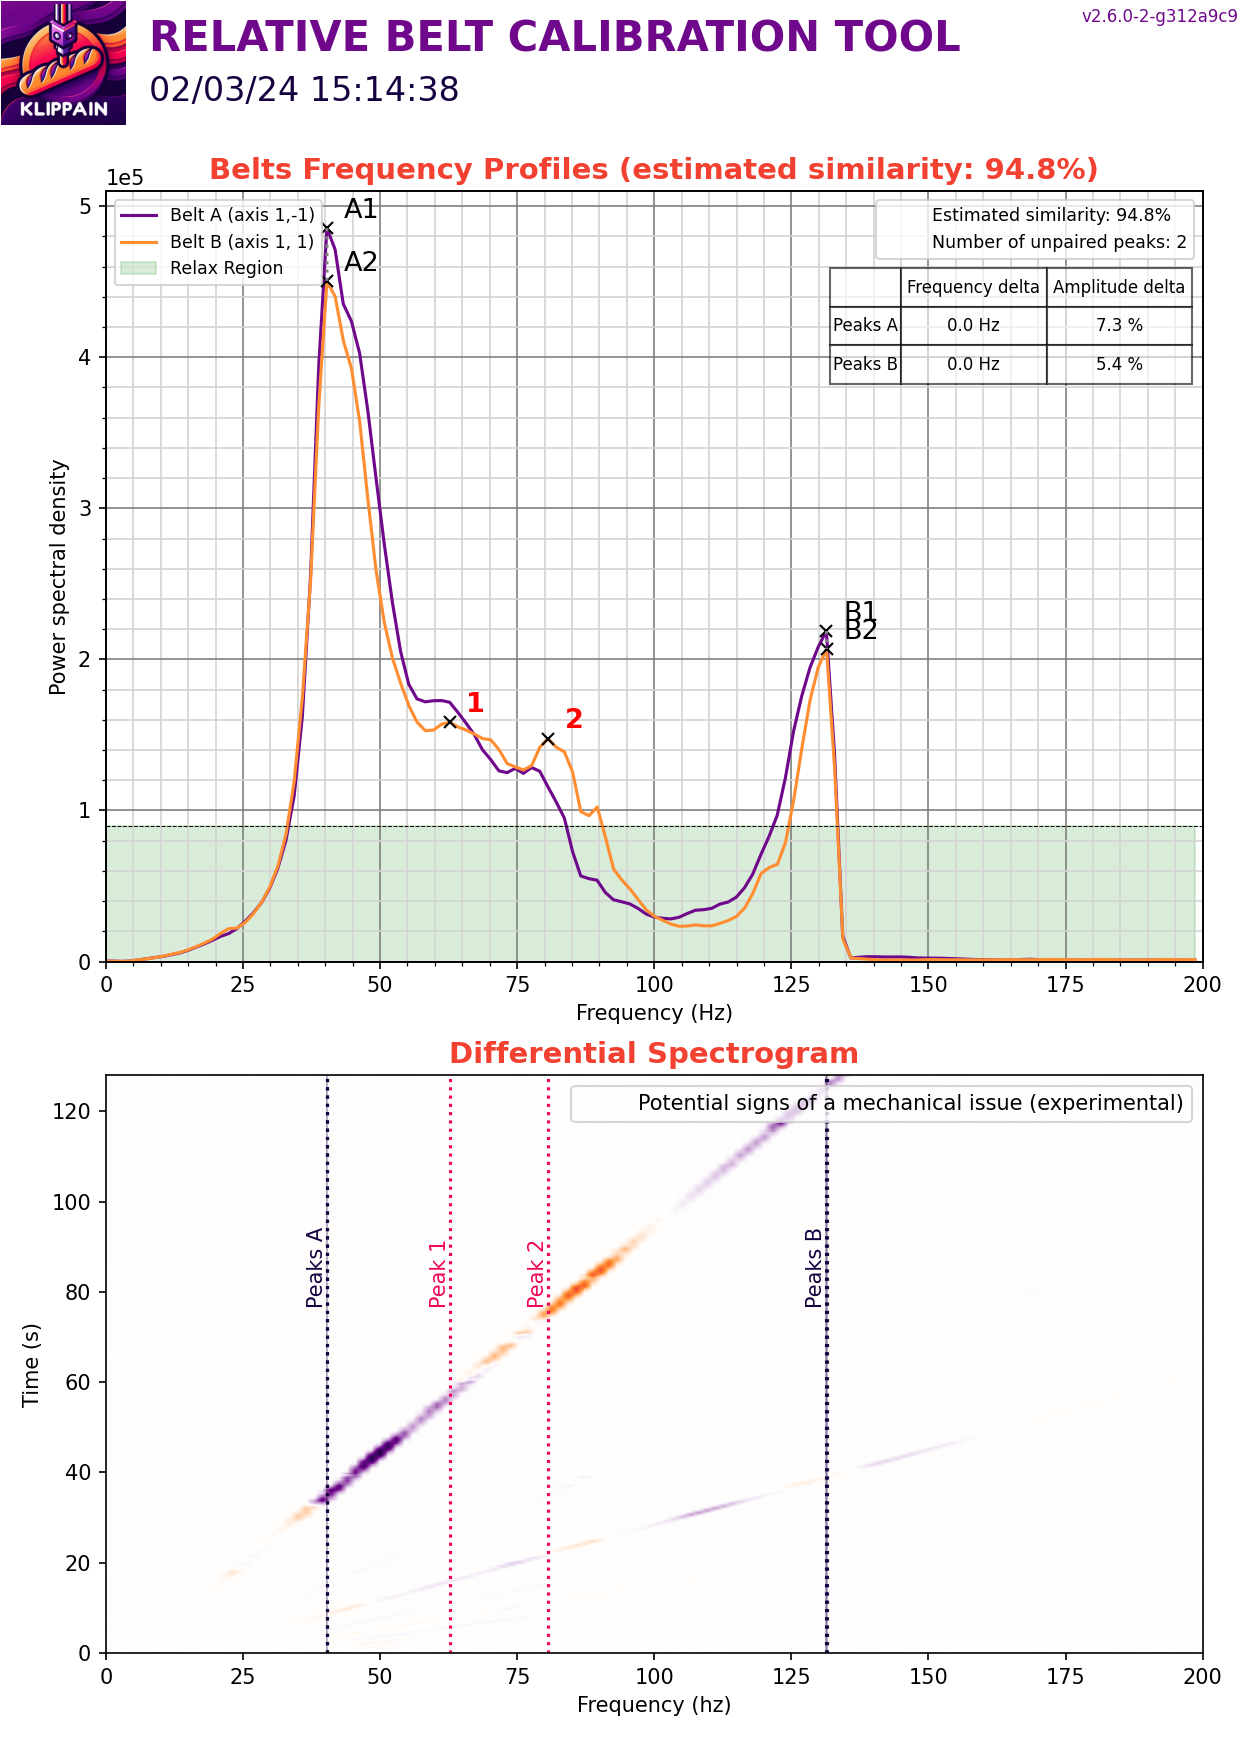 KLIPPAIN
RELATIVE BELT CALIBRATION TOOL
v2.6.0-2-g312a9c9
02/03/24 15:14:38
Belts Frequency Profiles (estimated similarity: 94.8%)
1e5
Belt A (axis 1,-1)
Belt B (axis 1, 1)
Relax Region
A1
A2
Estimated similarity: 94.8%
Number of unpaired peaks: 2
Frequency delta Amplitude delta
Peaks A 0.0 Hz 7.3 %
Peaks B 0.0 Hz 5.4 %
B1
B2
1
2
Power spectral density
5
4
3
2
1
0
0 25 50 75 100 125 150 175 200
Frequency (Hz)
Differential Spectrogram
Potential signs of a mechanical issue (experimental)
Peaks A
Peak 1
Peak 2
Peaks B
Time (s)
120
100
80
60
40
20
0
0 25 50 75 100 125 150 175 200
Frequency (hz)